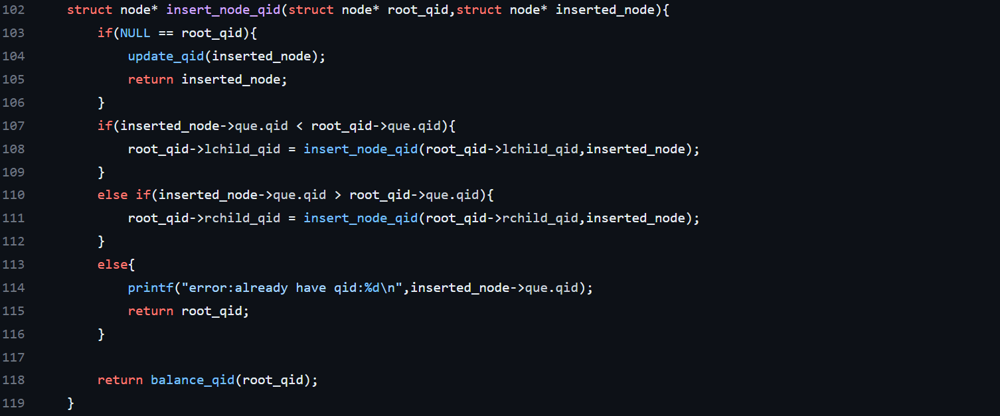 102 struct node* insert_node_qid(struct node* root_qid,struct node* inserted_node){
103     if(NULL == root_qid){
104         update_qid(inserted_node);
105         return inserted_node;
106     }
107     if(inserted_node->que.qid < root_qid->que.qid){
108         root_qid->lchild_qid = insert_node_qid(root_qid->lchild_qid,inserted_node);
109     }
110     else if(inserted_node->que.qid > root_qid->que.qid){
111         root_qid->rchild_qid = insert_node_qid(root_qid->rchild_qid,inserted_node);
112     }
113     else{
114         printf("error:already have qid:%d\n",inserted_node->que.qid);
115         return root_qid;
116     }
117
118     return balance_qid(root_qid);
119 }